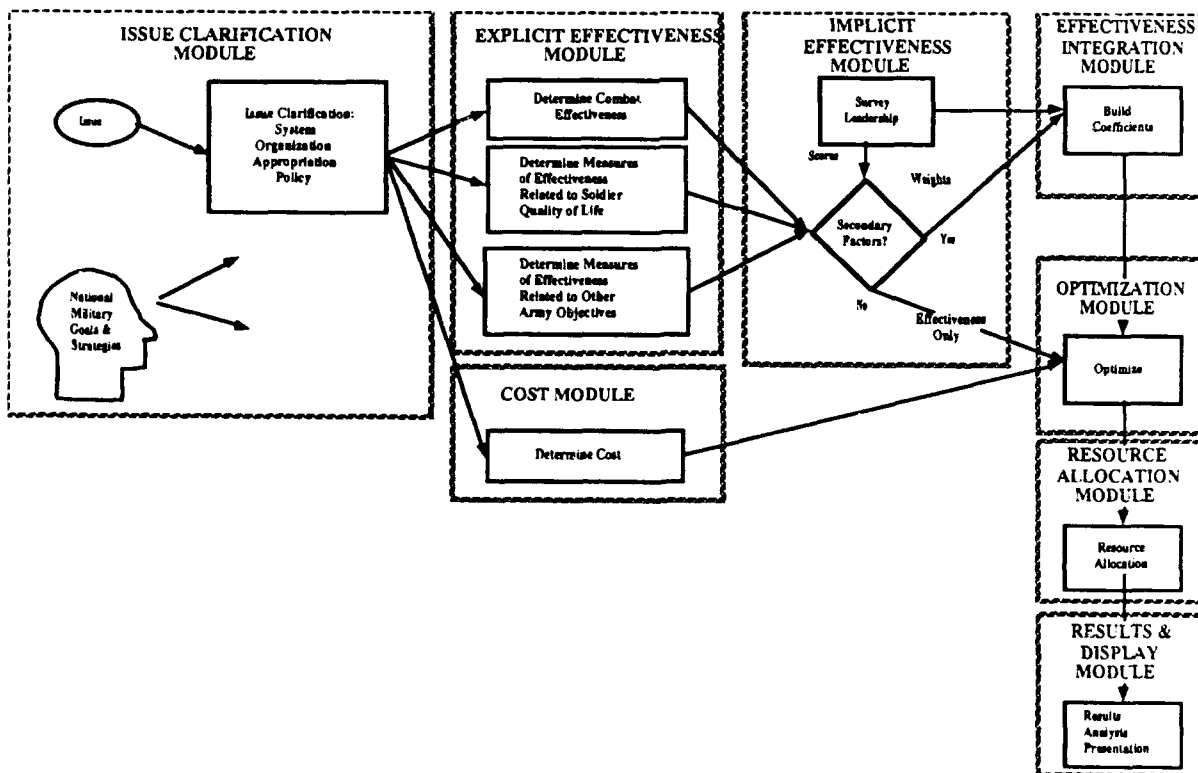 ISSUE CLARIFICATION
MODULE
Issue
Issue Clarification:
System
Organization
Appropriation
Policy
National
Military
Goals &
Strategies
EXPLICIT EFFECTIVENESS
MODULE
Determine Combat
Effectiveness
Determine Measures
of Effectiveness
Related to Soldier
Quality of Life
Determine Measures
of Effectiveness
Related to Other
Army Objectives
COST MODULE
Determine Cost
IMPLICIT
EFFECTIVENESS
MODULE
Survey
Leadership
Scores
Weights
Secondary
Factors?
Yes
No
Effectiveness
Only
EFFECTIVENESS
INTEGRATION
MODULE
Build
Coefficients
OPTIMIZATION
MODULE
Optimize
RESOURCE
ALLOCATION
MODULE
Resource
Allocation
RESULTS &
DISPLAY
MODULE
Results
Analysis
Presentation